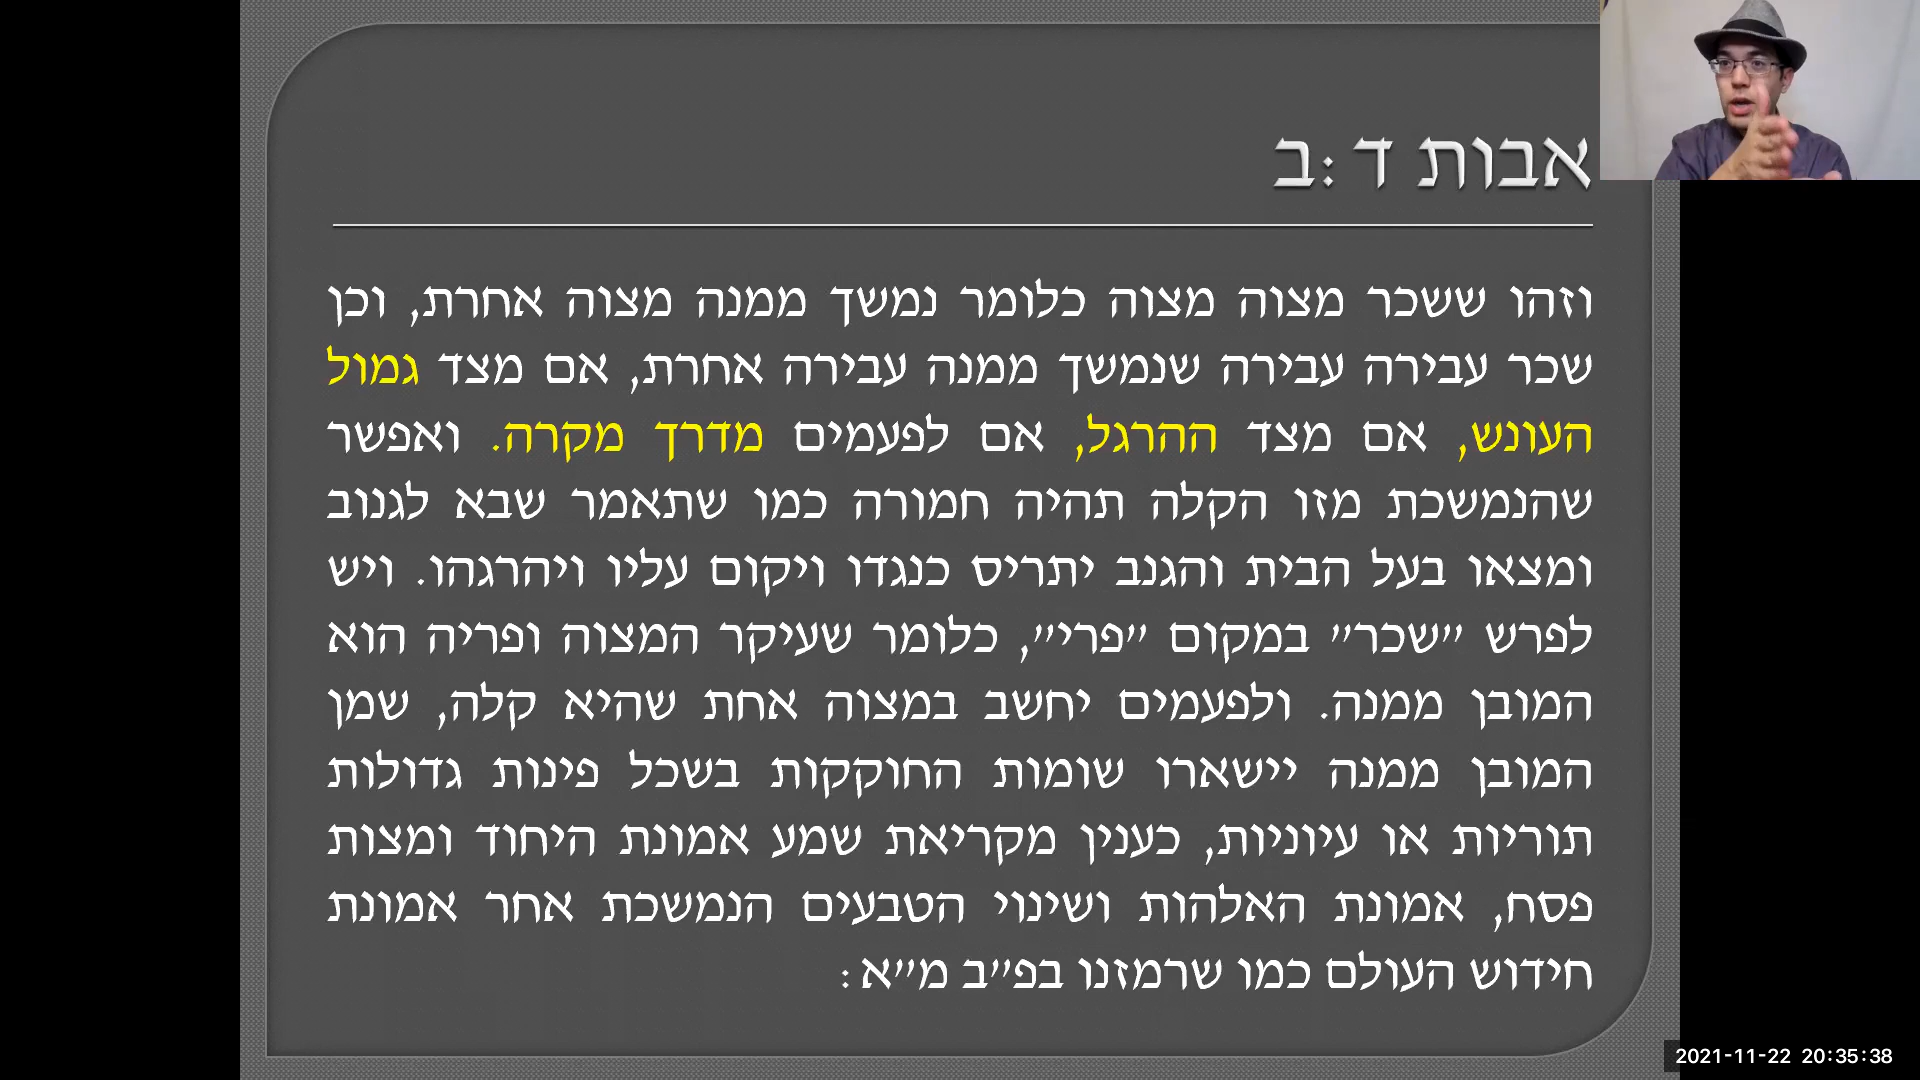 אבות ד :ב
וזהו ששכר מצוה מצוה כלומר נמשך ממנה מצוה אחרת, וכן
שכר עבירה עבירה שנמשך ממנה עבירה אחרת, אם מצד גמול
העונש, אם מצד ההרגל, אם לפעמים מדרך מקרה. ואפשר
שהנמשכת מזו הקלה תהיה חמורה כמו שתאמר שבא לגנוב
ומצאו בעל הבית והגנב יתריס כנגדו ויקום עליו ויהרגהו. ויש
לפרש ״שכר״ במקום ״פרי״, כלומר שעיקר המצוה ופריה הוא
המובן ממנה. ולפעמים יחשב במצוה אחת שהיא קלה, שמן
המובן ממנה יישארו שומות החוקקות בשכל פינות גדולות
תוריות או עיוניות, כענין מקריאת שמע אמונת היחוד ומצות
פסח, אמונת האלהות ושינוי הטבעים הנמשכת אחר אמונת
חידוש העולם כמו שרמזנו בפ״ב מ״א:
2021-11-22 20:35:38